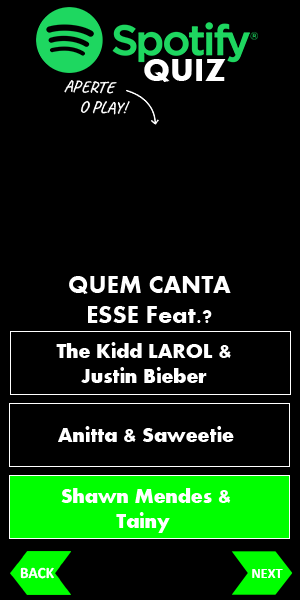 Spotify®
QUIZ
APERTE
O PLAY!
QUEM CANTA
ESSE Feat.?
The Kidd LAROL &
Justin Bieber
Anitta & Saweetie
Shawn Mendes &
Tainy
BACK
NEXT